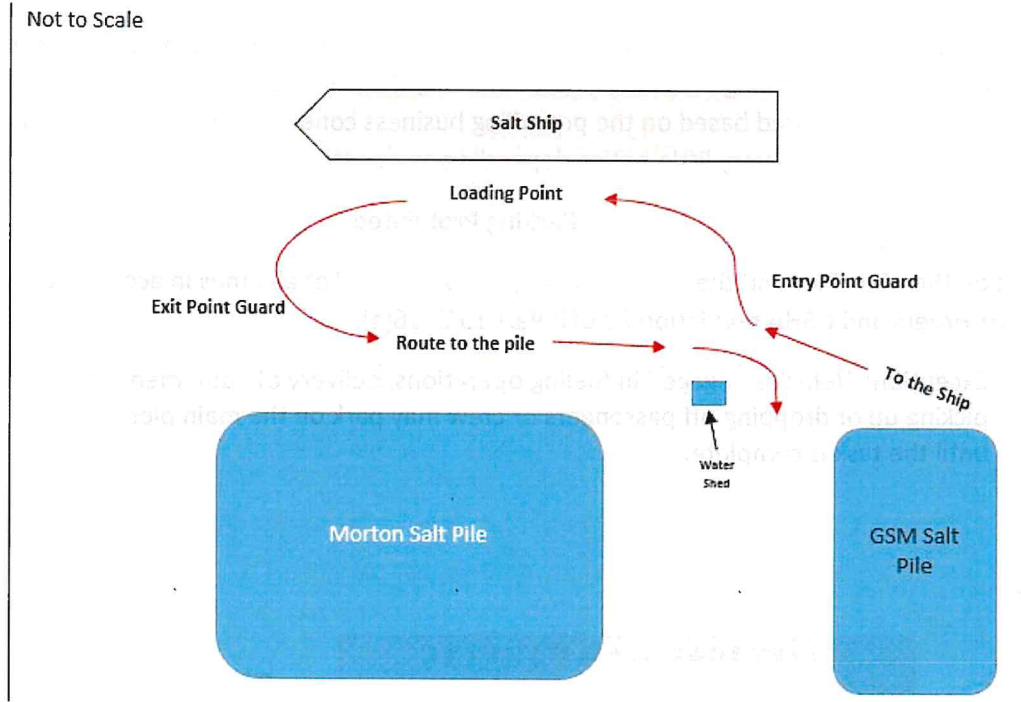 Not to Scale
Salt Ship
Loading Point
Entry Point Guard
Exit Point Guard
Route to the pile
To the Ship
Water
Shed
Morton Salt Pile
GSM Salt
Pile